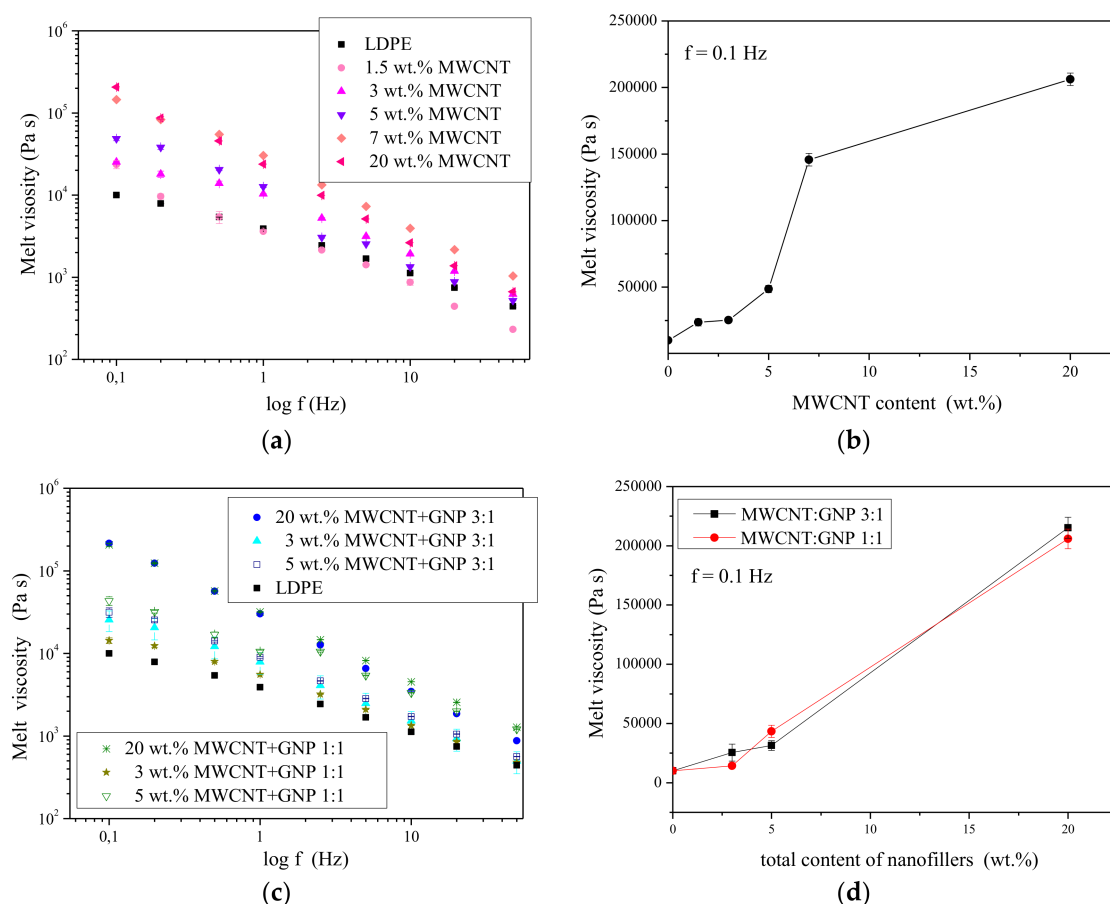 10^6
10^5
10^4
10^3
10^2
Melt visosity (Pa s)
LDPE
1.5 wt.% MWCNT
3 wt.% MWCNT
5 wt.% MWCNT
7 wt.% MWCNT
20 wt.% MWCNT
0,1 1 10
log f (Hz)
(a)
250000
200000
150000
100000
50000
Melt viscosity (Pa s)
f = 0.1 Hz
0 5 10 15 20
MWCNT content (wt.%)
(b)
10^6
10^5
10^4
10^3
10^2
Melt viscosity (Pa s)
20 wt.% MWCNT+GNP 3:1
3 wt.% MWCNT+GNP 3:1
5 wt.% MWCNT+GNP 3:1
LDPE
20 wt.% MWCNT+GNP 1:1
3 wt.% MWCNT+GNP 1:1
5 wt.% MWCNT+GNP 1:1
0,1 1 10
log f (Hz)
(c)
250000
200000
150000
100000
50000
0
Melt viscosity (Pa s)
MWCNT:GNP 3:1
MWCNT:GNP 1:1
f = 0.1 Hz
0 5 10 15 20
total content of nanofillers (wt.%)
(d)